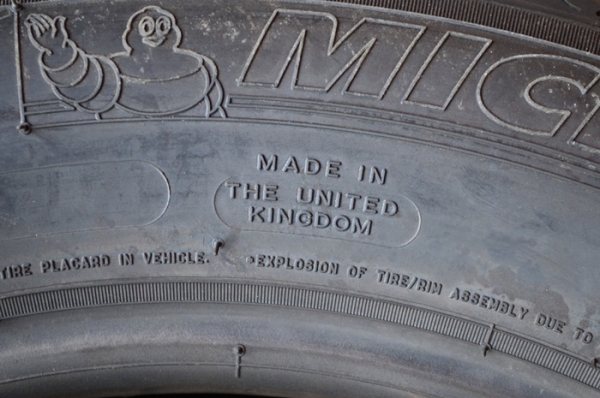 MIC
MADE IN
THE UNITED
KINGDOM
TIRE PLACARD IN VEHICLE. •EXPLOSION OF TIRE/RIM ASSEMBLY DUE TO